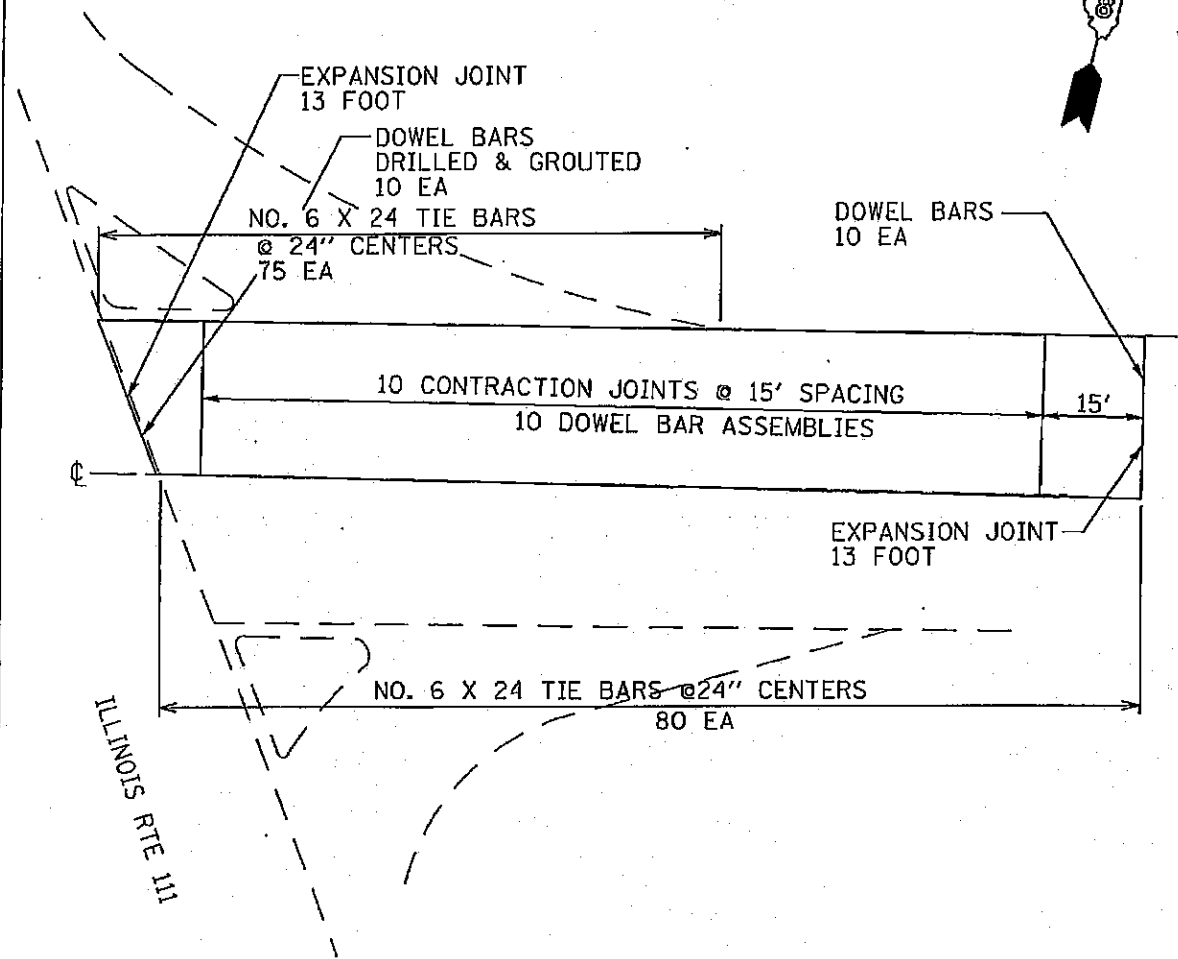 EXPANSION JOINT
13 FOOT
DOWEL BARS
DRILLED & GROUTED
10 EA
NO. 6 X 24 TIE BARS
@ 24" CENTERS
75 EA
DOWEL BARS
10 EA
10 CONTRACTION JOINTS @ 15' SPACING
10 DOWEL BAR ASSEMBLIES
15'
℄
EXPANSION JOINT
13 FOOT
NO. 6 X 24 TIE BARS @24" CENTERS
80 EA
ILLINOIS RTE 111